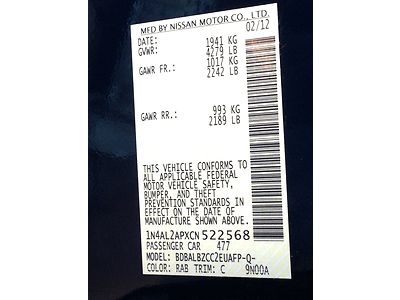 MFD BY NISSAN MOTOR CO., LTD.
DATE: 02/12
GVWR: 1941 KG
4279 LB
GAWR FR.: 1017 KG
2242 LB
GAWR RR.: 993 KG
2189 LB
THIS VEHICLE CONFORMS TO
ALL APPLICABLE FEDERAL
MOTOR VEHICLE SAFETY,
BUMPER, AND THEFT
PREVENTION STANDARDS IN
EFFECT ON THE DATE OF
MANUFACTURE SHOWN ABOVE.
1N4AL2APXCN522568
PASSENGER CAR 477
MODEL: BDBALBZCC2EUAFP-Q-
COLOR: RAB TRIM: C 9N00A